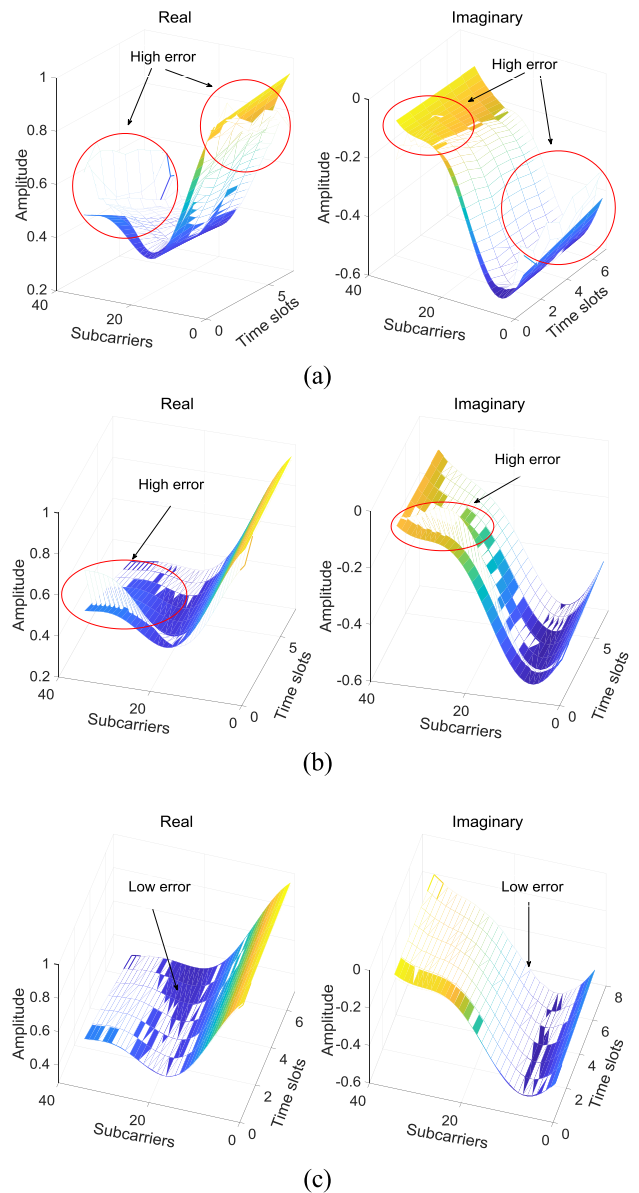 Real
Imaginary
High error
High error
1
0.8
0.6
0.4
0.2
Amplitude
40
20
0
Subcarriers
0
5
Time slots
0
-0.2
-0.4
-0.6
Amplitude
40
20
0
Subcarriers
0
2
4
6
Time slots
(a)
Real
Imaginary
High error
High error
1
0.8
0.6
0.4
0.2
Amplitude
40
20
0
Subcarriers
0
5
Time slots
0
-0.2
-0.4
-0.6
Amplitude
40
20
0
Subcarriers
0
5
Time slots
(b)
Real
Imaginary
Low error
Low error
1
0.8
0.6
0.4
Amplitude
40
20
0
Subcarriers
0
2
4
6
Time slots
0
-0.2
-0.4
-0.6
Amplitude
40
20
0
Subcarriers
0
2
4
6
8
Time slots
(c)